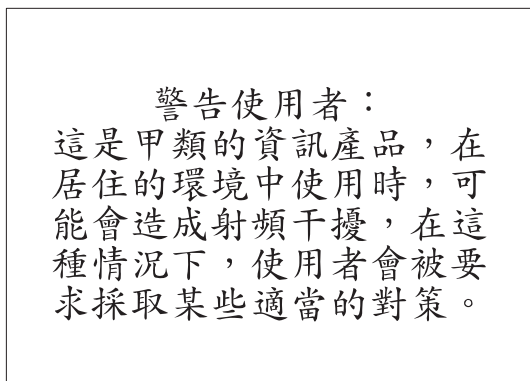 警告使用者：
這是甲類的資訊產品，在
居住的環境中使用時，可
能會造成射頻干擾，在這
種情況下，使用者會被要
求採取某些適當的對策。